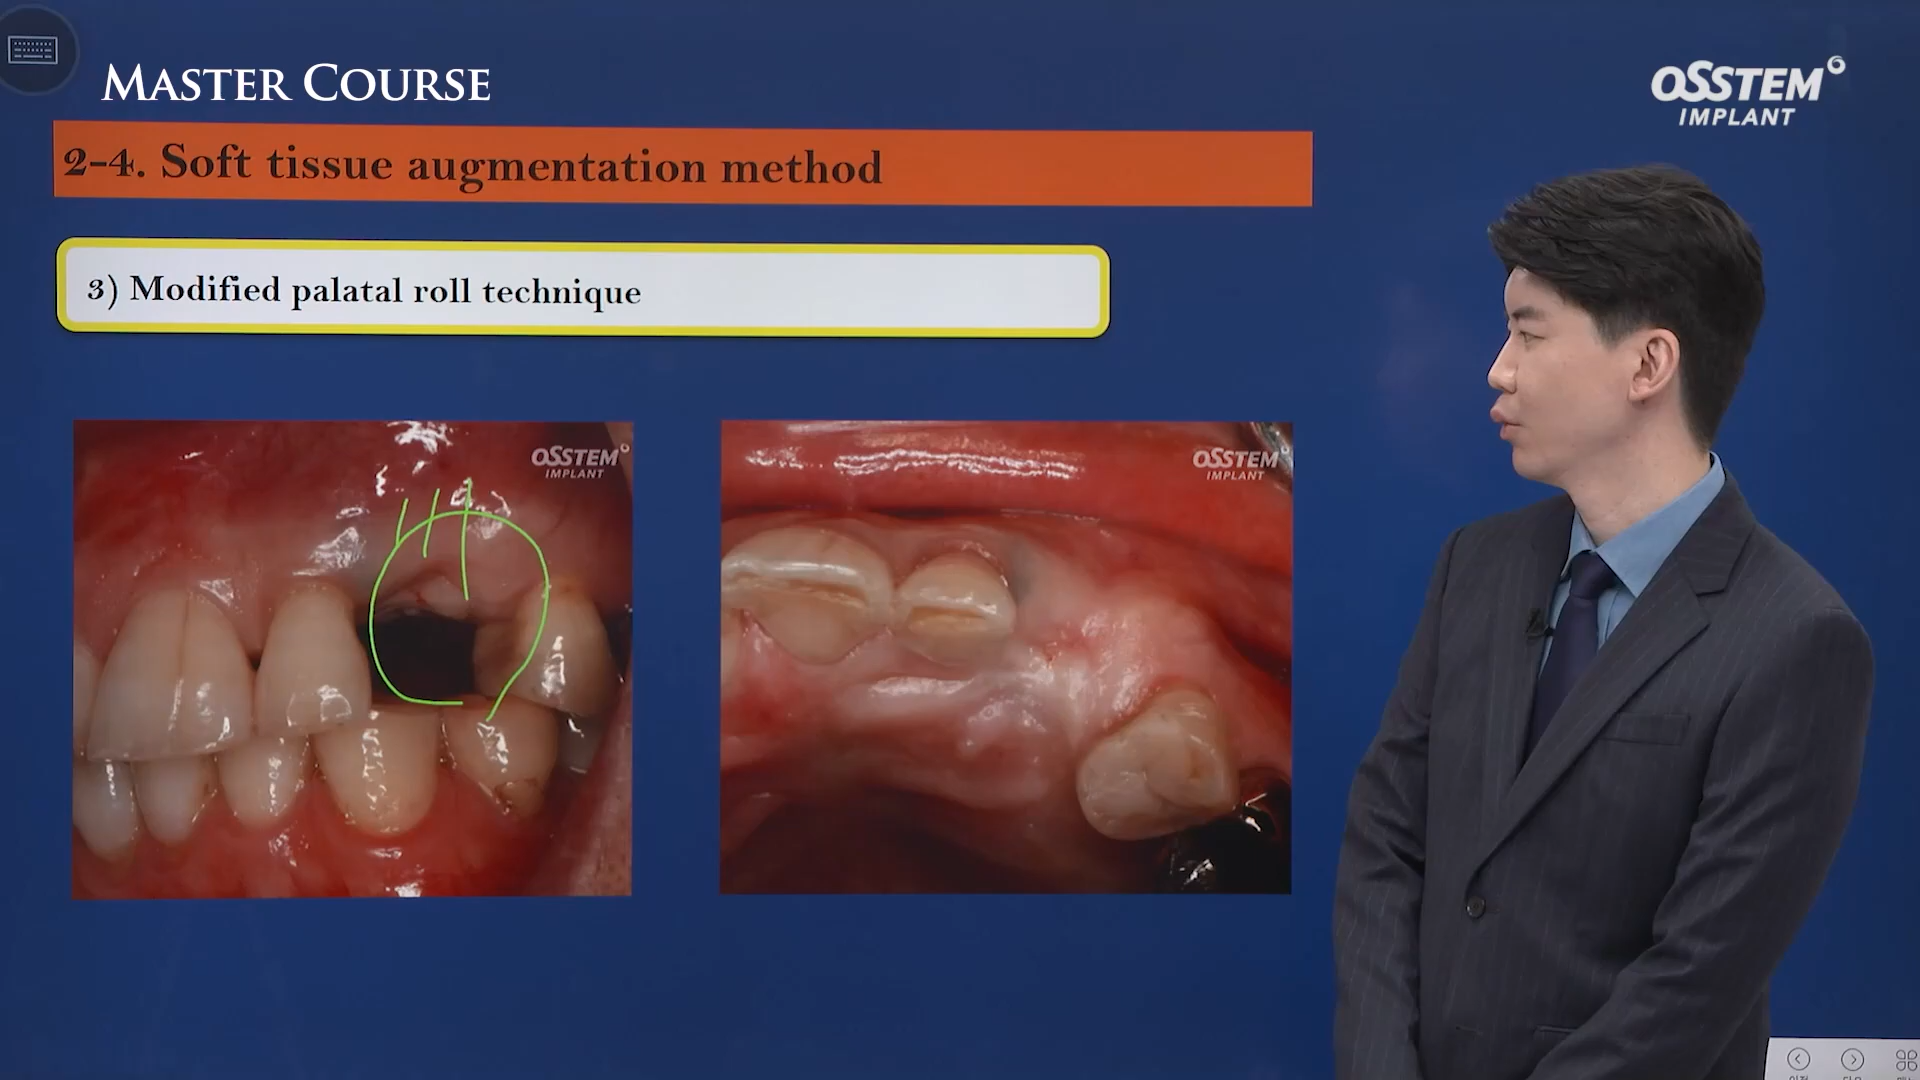 MASTER COURSE
OSSTEM
IMPLANT
2-4. Soft tissue augmentation method
3) Modified palatal roll technique
OSSTEM
IMPLANT
OSSTEM
IMPLANT